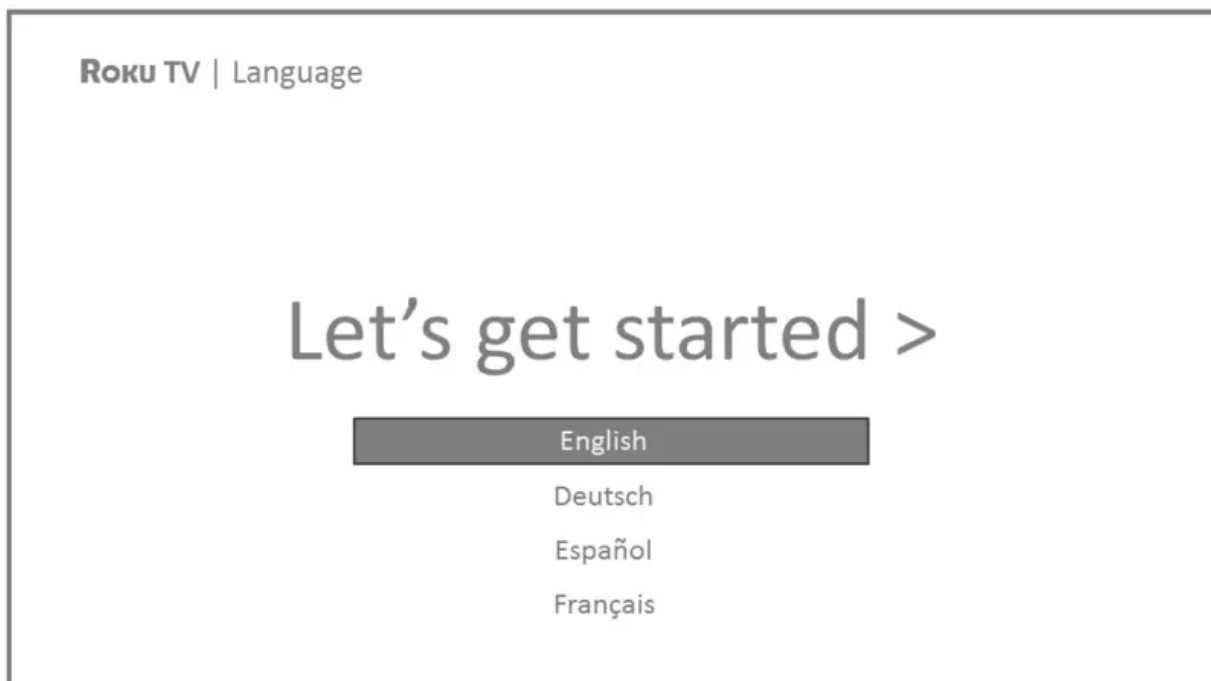 ROKU TV | Language
Let’s get started >
English
Deutsch
Español
Français